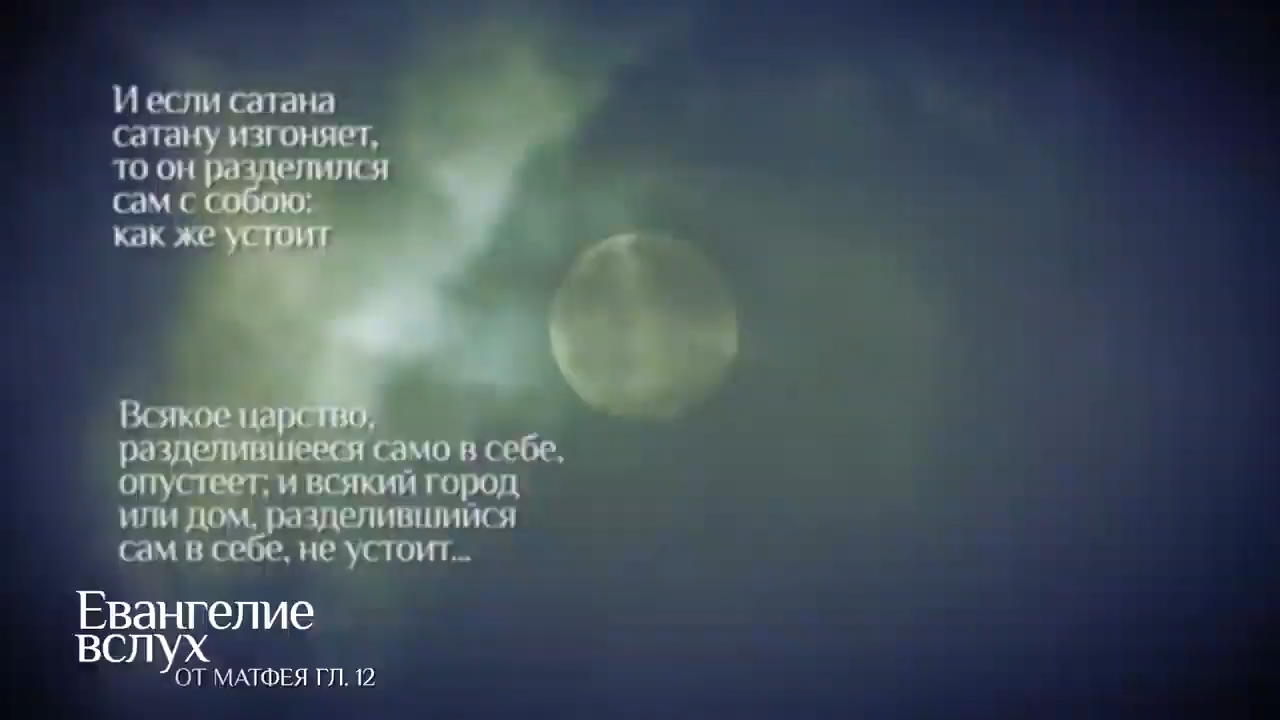 И если сатана
сатану изгоняет,
то он разделился
сам с собою:
как же устоит
Всякое царство,
разделившееся само в себе,
опустеет; и всякий город
или дом, разделившийся
сам в себе, не устоит...
Евангелие
вслух
ОТ МАТФЕЯ ГЛ. 12